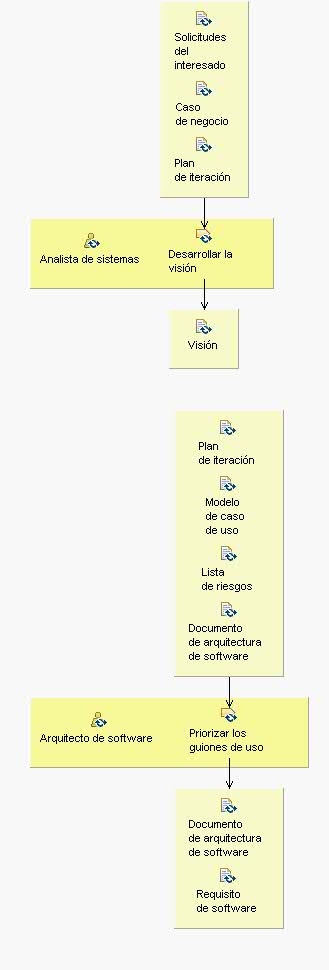 Solicitudes
del
interesado
Caso
de negocio
Plan
de iteración
Analista de sistemas
Desarrollar la
visión
Visión
Plan
de iteración
Modelo
de caso
de uso
Lista
de riesgos
Documento
de arquitectura
de software
Arquitecto de software
Priorizar los
guiones de uso
Documento
de arquitectura
de software
Requisito
de software